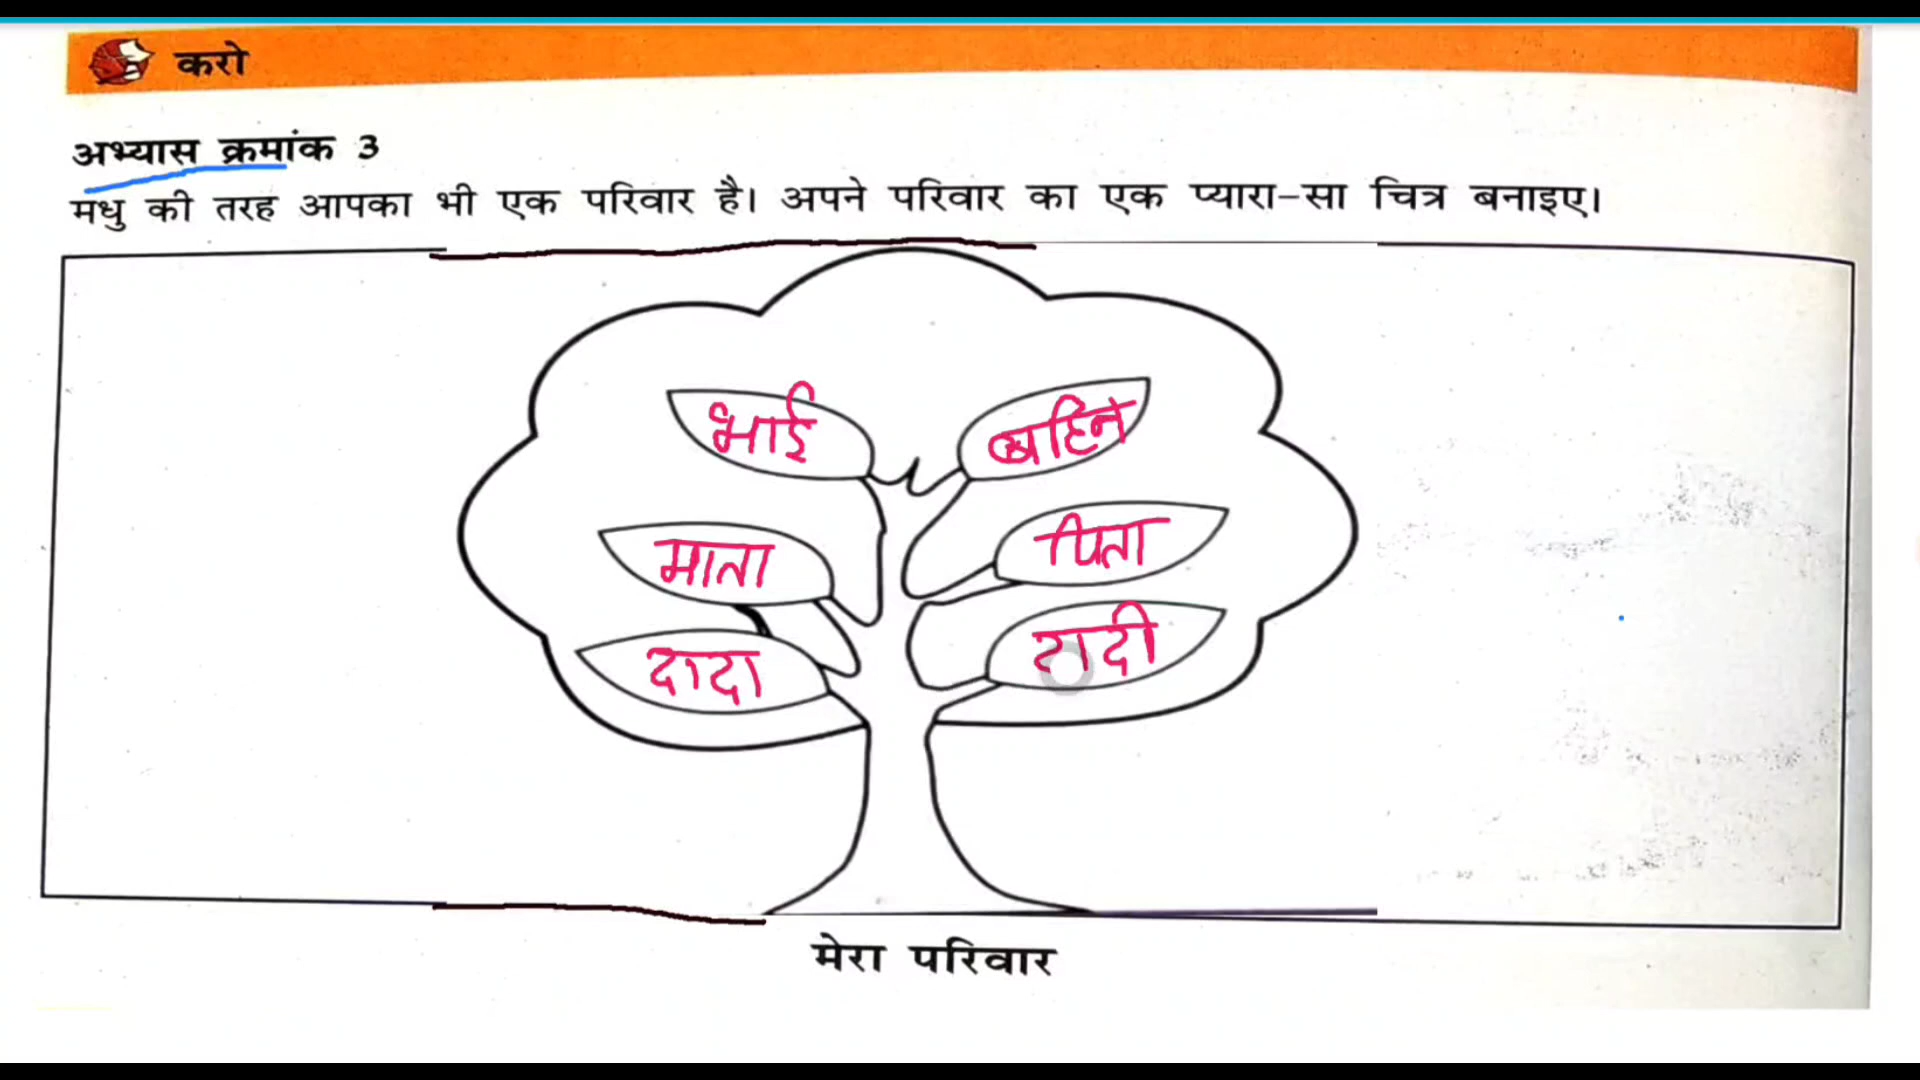 करो
अभ्यास क्रमांक 3
मधु की तरह आपका भी एक परिवार है। अपने परिवार का एक प्यारा-सा चित्र बनाइए।
भाई
बहिन
माता
पिता
दादा
दादी
मेरा परिवार